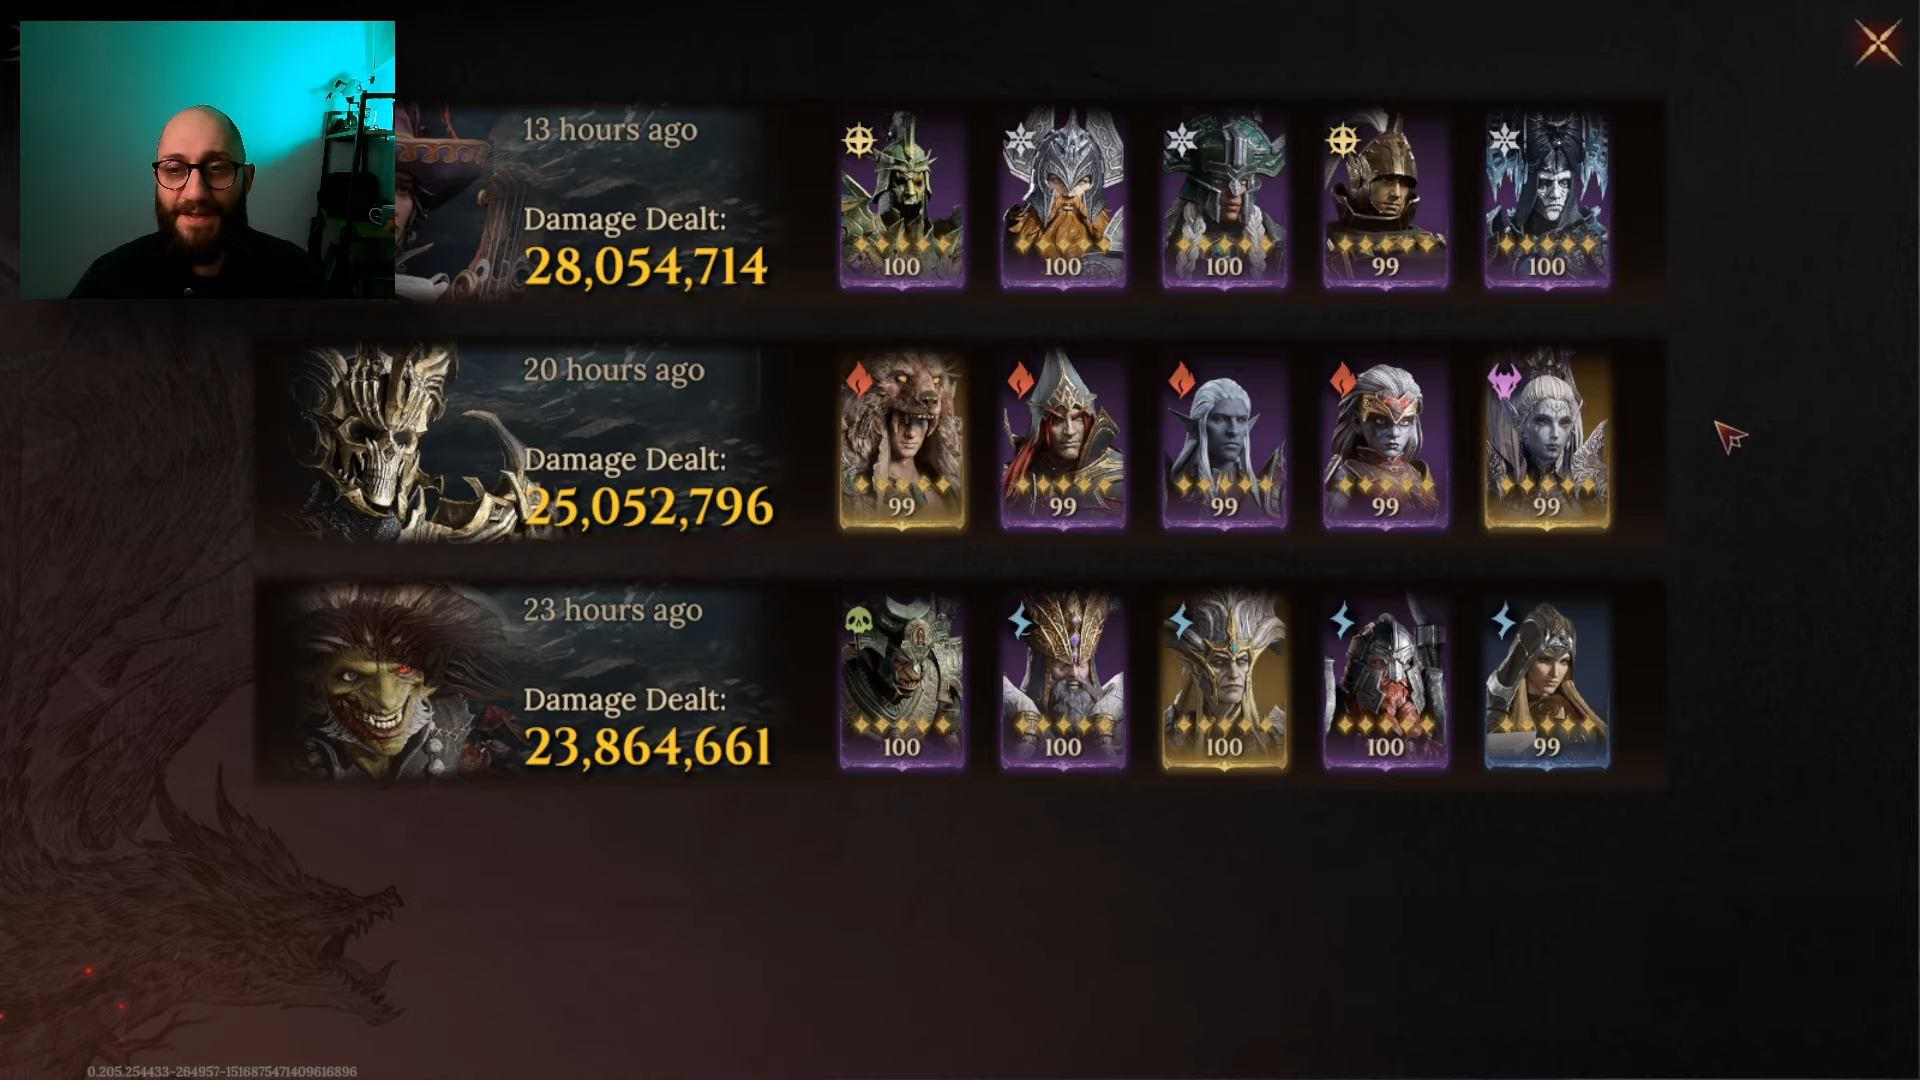 13 hours ago
Damage Dealt:
28,054,714
100 100 100 99 100
20 hours ago
Damage Dealt:
25,052,796
99 99 99 99 99
23 hours ago
Damage Dealt:
23,864,661
100 100 100 100 99
0.205.254433-264957-1516875471409616896